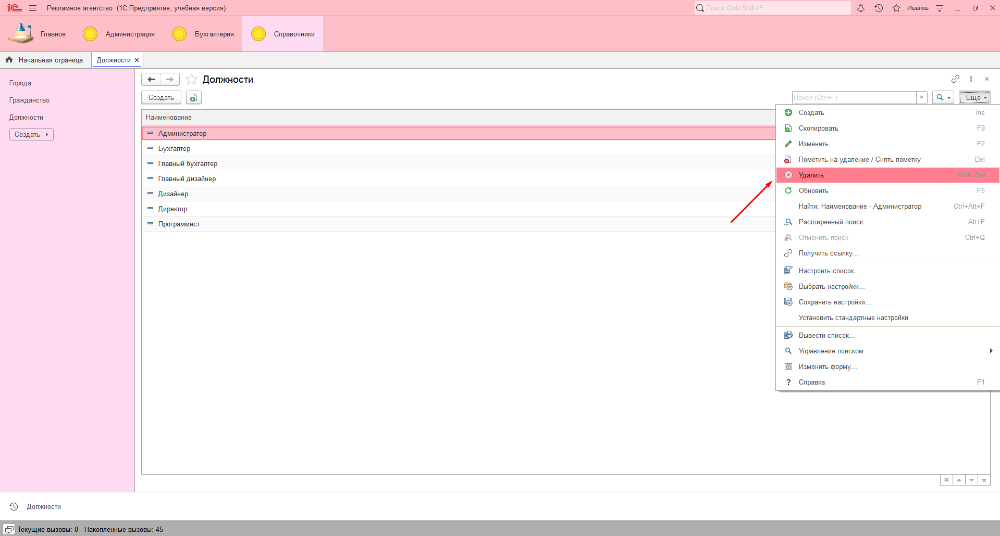 1С Рекламное агентство (1С:Предприятие, учебная версия) Поиск Ctrl+Shift+F Иванов
Главное Администрация Бухгалтерия Справочники
Начальная страница Должности
Города
Гражданство
Должности
Создать
Должности
Создать Поиск (Ctrl+F) × Еще
Наименование
Администратор
Бухгалтер
Главный бухгалтер
Главный дизайнер
Дизайнер
Директор
Программист
Создать Ins
Скопировать F9
Изменить F2
Пометить на удаление / Снять пометку Del
Удалить Shift+Del
Обновить F5
Найти: Наименование - Администратор Ctrl+Alt+F
Расширенный поиск Alt+F
Отменить поиск Ctrl+Q
Получить ссылку...
Настроить список...
Выбрать настройки...
Сохранить настройки...
Установить стандартные настройки
Вывести список...
Управление поиском
Изменить форму...
? Справка F1
Должности
Текущие вызовы: 0 Накопленные вызовы: 45